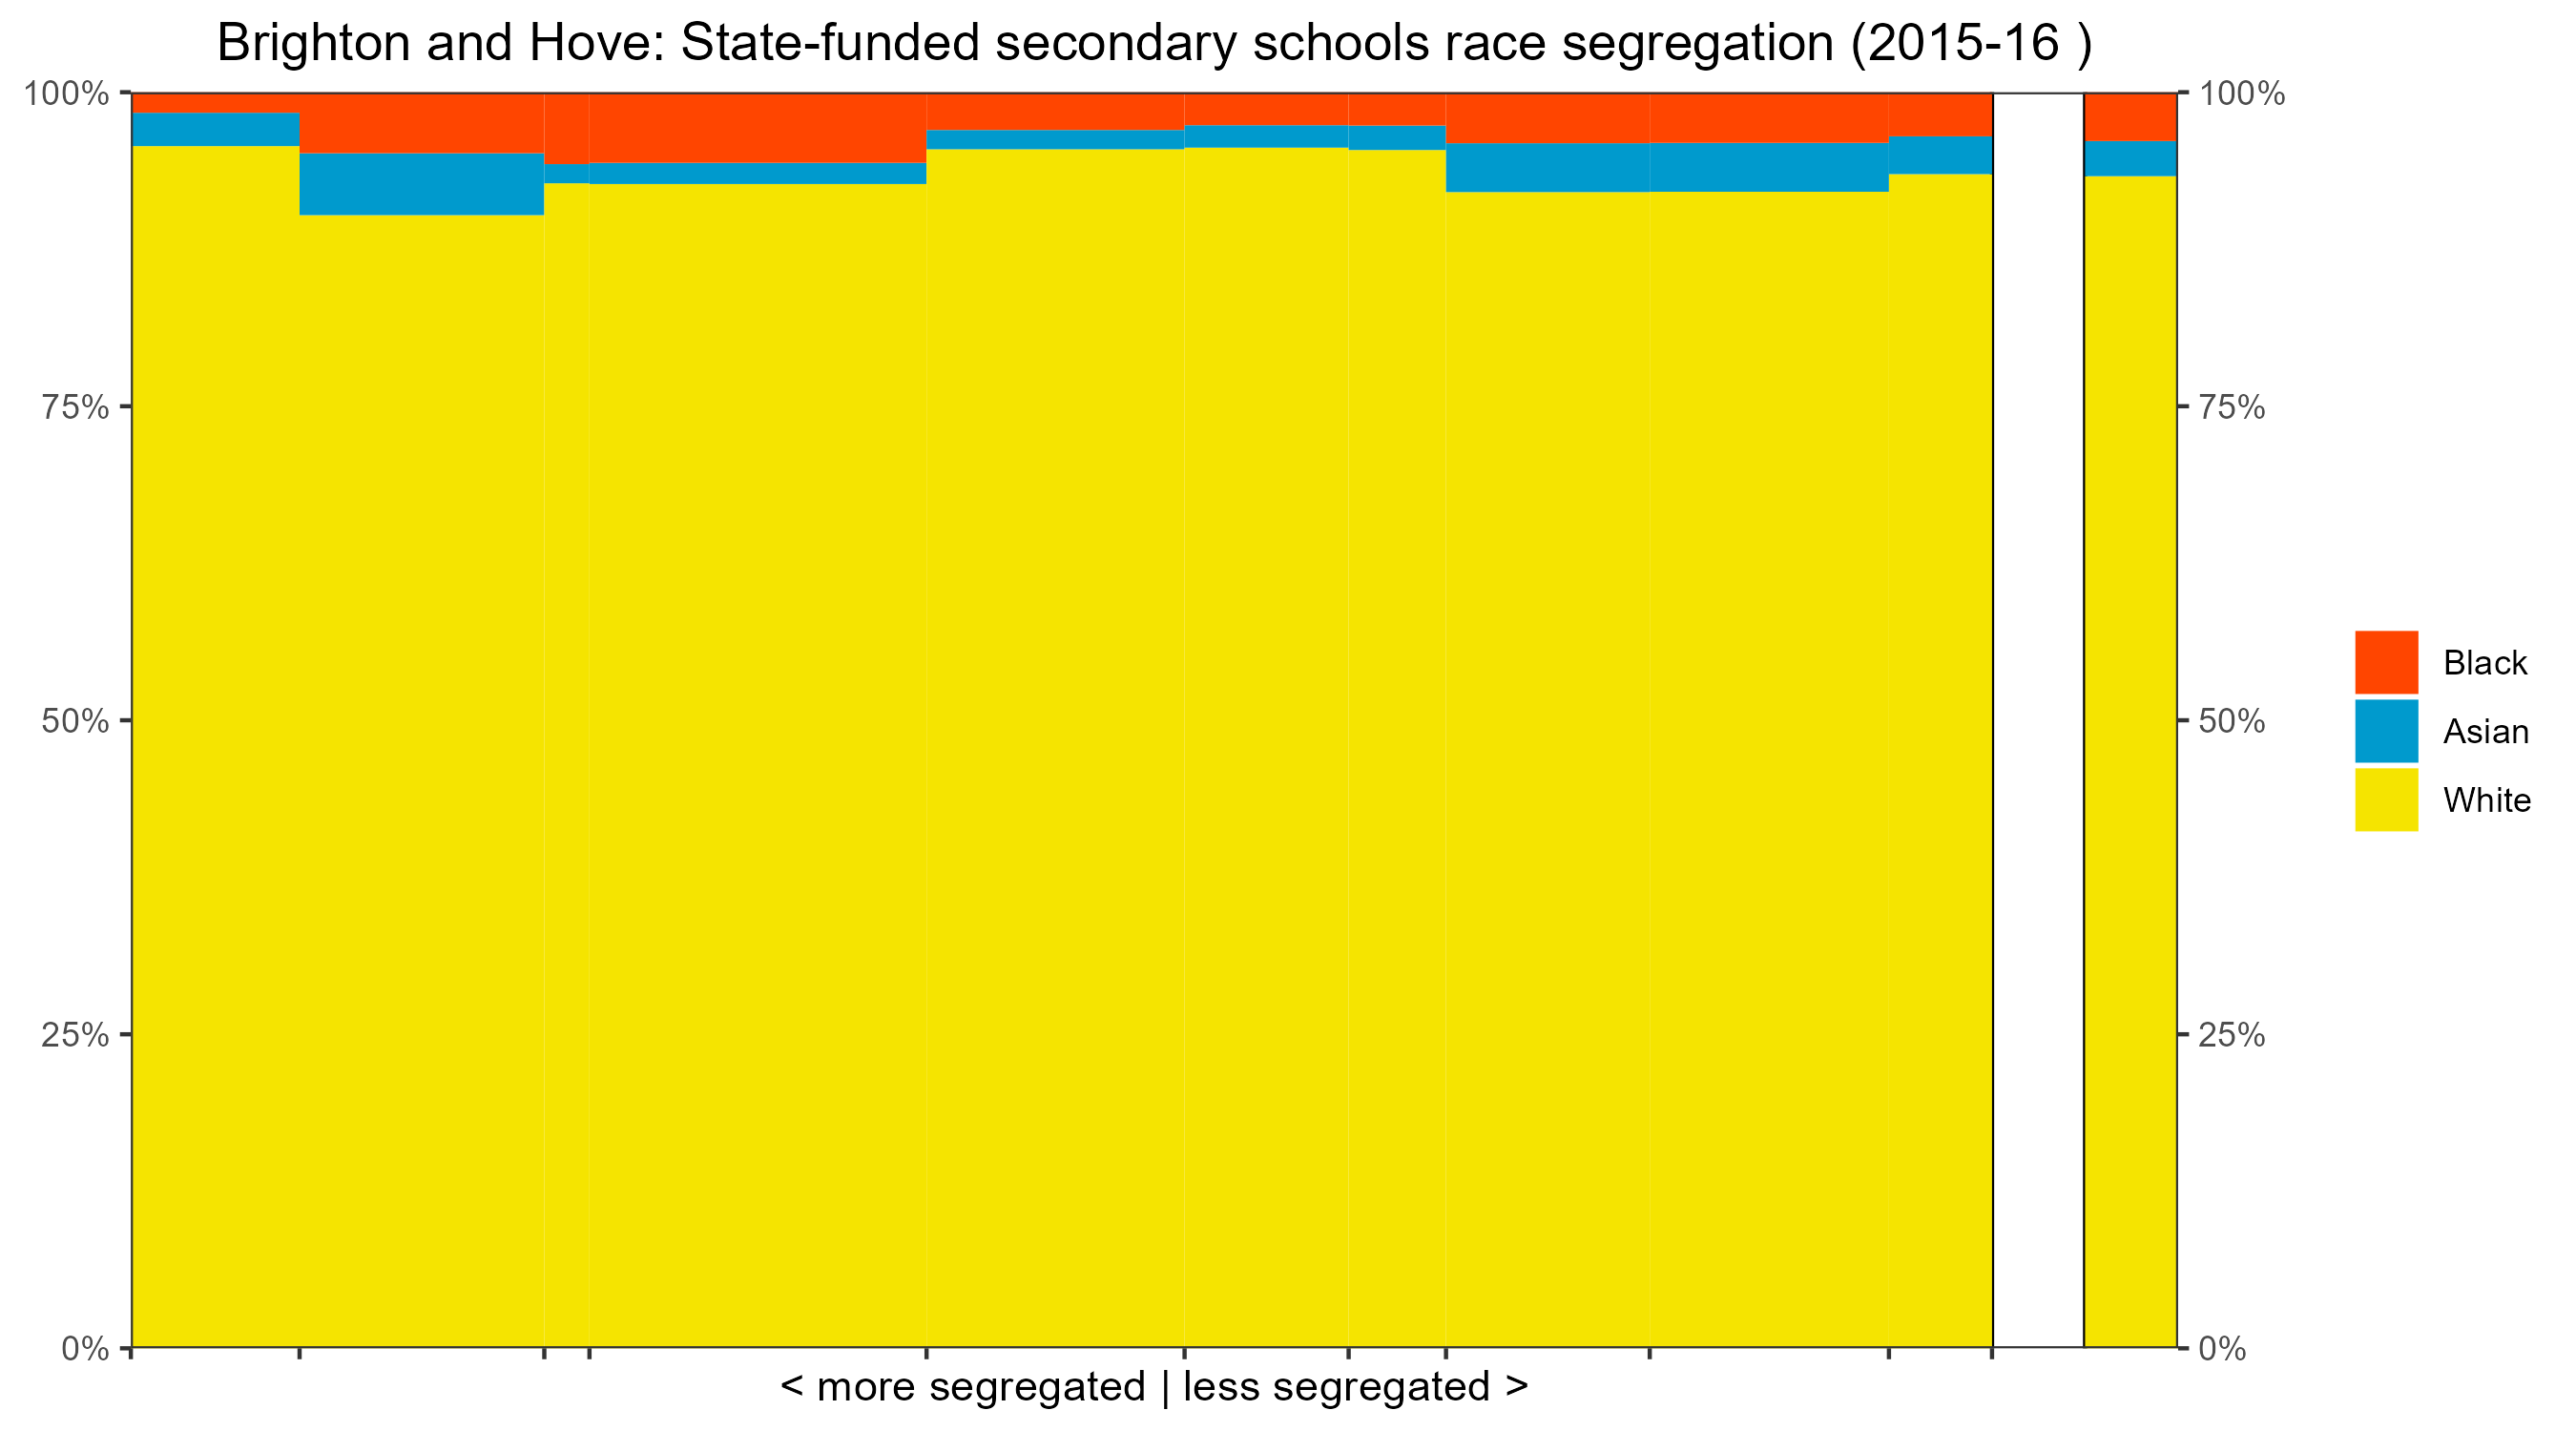 Brighton and Hove: State-funded secondary schools race segregation (2015-16 )
100%
75%
50%
25%
0%
100%
75%
50%
25%
0%
Black
Asian
White
< more segregated | less segregated >